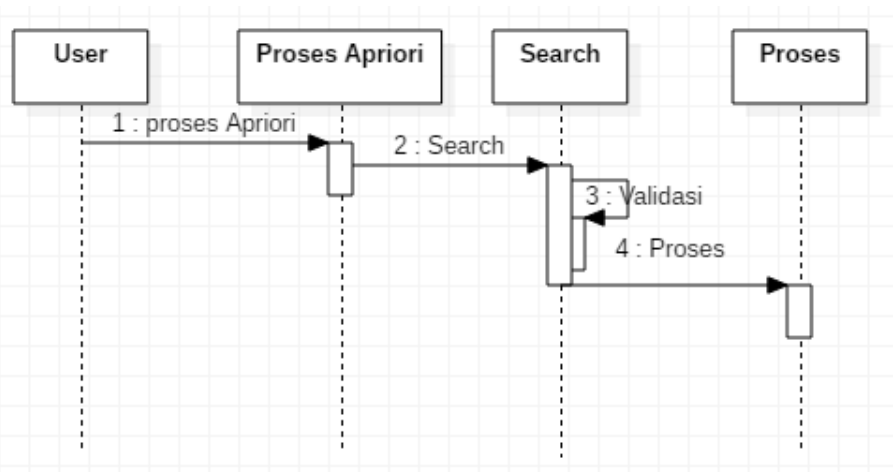 User
Proses Apriori
Search
Proses
1 : proses Apriori
2 : Search
3 : Validasi
4 : Proses